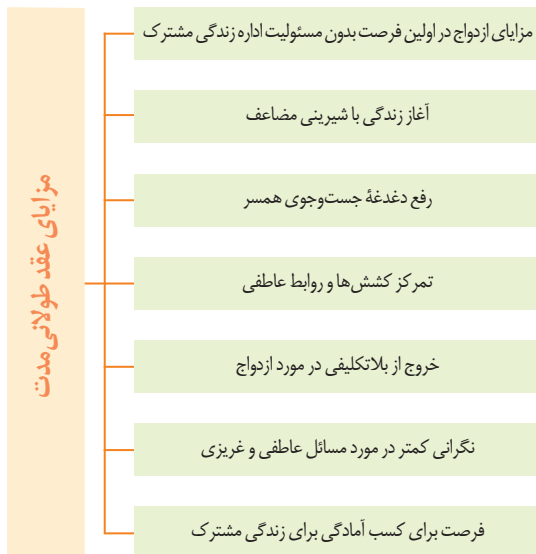 مزایای عقد طولانی‌مدت
مزایای ازدواج در اولین فرصت بدون مسئولیت اداره زندگی مشترک
آغاز زندگی با شیرینی مضاعف
رفع دغدغهٔ جست‌وجوی همسر
تمرکز کشش‌ها و روابط عاطفی
خروج از بلاتکلیفی در مورد ازدواج
نگرانی کمتر در مورد مسائل عاطفی و غریزی
فرصت برای کسب آمادگی برای زندگی مشترک